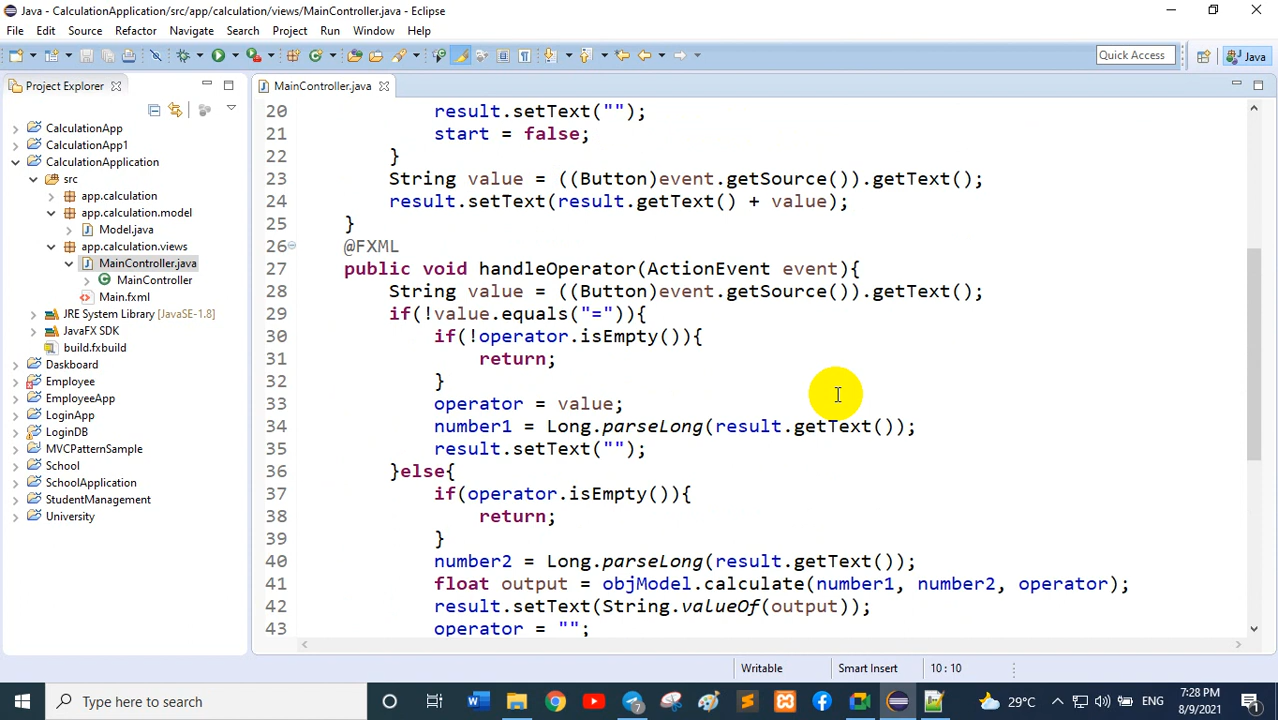 Java - CalculationApplication/src/app/calculation/views/MainController.java - Eclipse
File Edit Source Refactor Navigate Search Project Run Window Help
Quick Access
Java
Project Explorer
MainController.java
CalculationApp
CalculationApp1
CalculationApplication
src
app.calculation
app.calculation.model
Model.java
app.calculation.views
MainController.java
MainController
Main.fxml
JRE System Library [JavaSE-1.8]
JavaFX SDK
build.fxbuild
Daskboard
Employee
EmployeeApp
LoginApp
LoginDB
MVCPatternSample
School
SchoolApplication
StudentManagement
University
20 result.setText("");
21 start = false;
22 }
23 String value = ((Button)event.getSource()).getText();
24 result.setText(result.getText() + value);
25 }
26 @FXML
27 public void handleOperator(ActionEvent event){
28 String value = ((Button)event.getSource()).getText();
29 if(!value.equals("=")){
30 if(!operator.isEmpty()){
31 return;
32 }
33 operator = value;
34 number1 = Long.parseLong(result.getText());
35 result.setText("");
36 }else{
37 if(operator.isEmpty()){
38 return;
39 }
40 number2 = Long.parseLong(result.getText());
41 float output = objModel.calculate(number1, number2, operator);
42 result.setText(String.valueOf(output));
43 operator = "";
Writable
Smart Insert
10 : 10
Type here to search
29°C
ENG
7:28 PM
8/9/2021